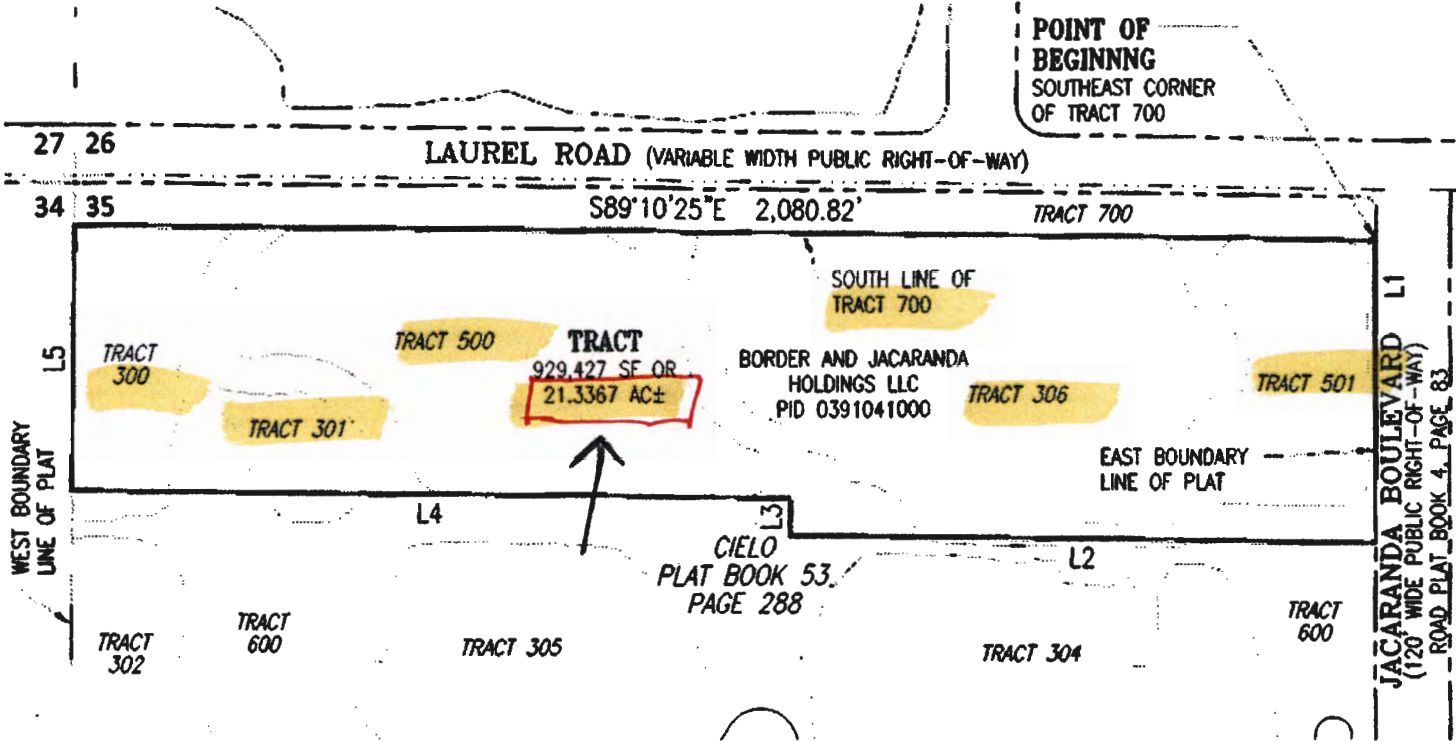 POINT OF
BEGINNNG
SOUTHEAST CORNER
OF TRACT 700
27 26
LAUREL ROAD (VARIABLE WIDTH PUBLIC RIGHT-OF-WAY)
34 35
S89°10'25"E 2,080.82'
TRACT 700
SOUTH LINE OF
TRACT 700
L1
L5
TRACT
300
TRACT 500
TRACT
929,427 SF OR
21.3367 AC±
TRACT 301
BORDER AND JACARANDA
HOLDINGS LLC
PID 0391041000
TRACT 306
TRACT 501
EAST BOUNDARY
LINE OF PLAT
WEST BOUNDARY
LINE OF PLAT
L4
L3
L2
CIELO
PLAT BOOK 53,
PAGE 288
JACARANDA BOULEVARD
(120' WIDE PUBLIC RIGHT-OF-WAY)
ROAD PLAT BOOK 4, PAGE 83
TRACT
302
TRACT
600
TRACT 305
TRACT 304
TRACT
600